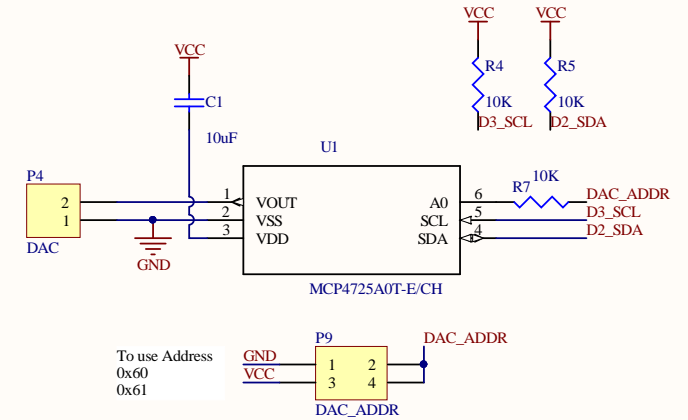 VCC
VCC
R4
R5
10K
10K
D3_SCL
D2_SDA
VCC
C1
10uF
U1
P4
2
1
DAC
GND
1
2
3
VOUT
VSS
VDD
A0
SCL
SDA
6
5
4
R7
10K
DAC_ADDR
D3_SCL
D2_SDA
MCP4725A0T-E/CH
To use Address
0x60
0x61
P9
GND
VCC
1
2
3
4
DAC_ADDR
DAC_ADDR